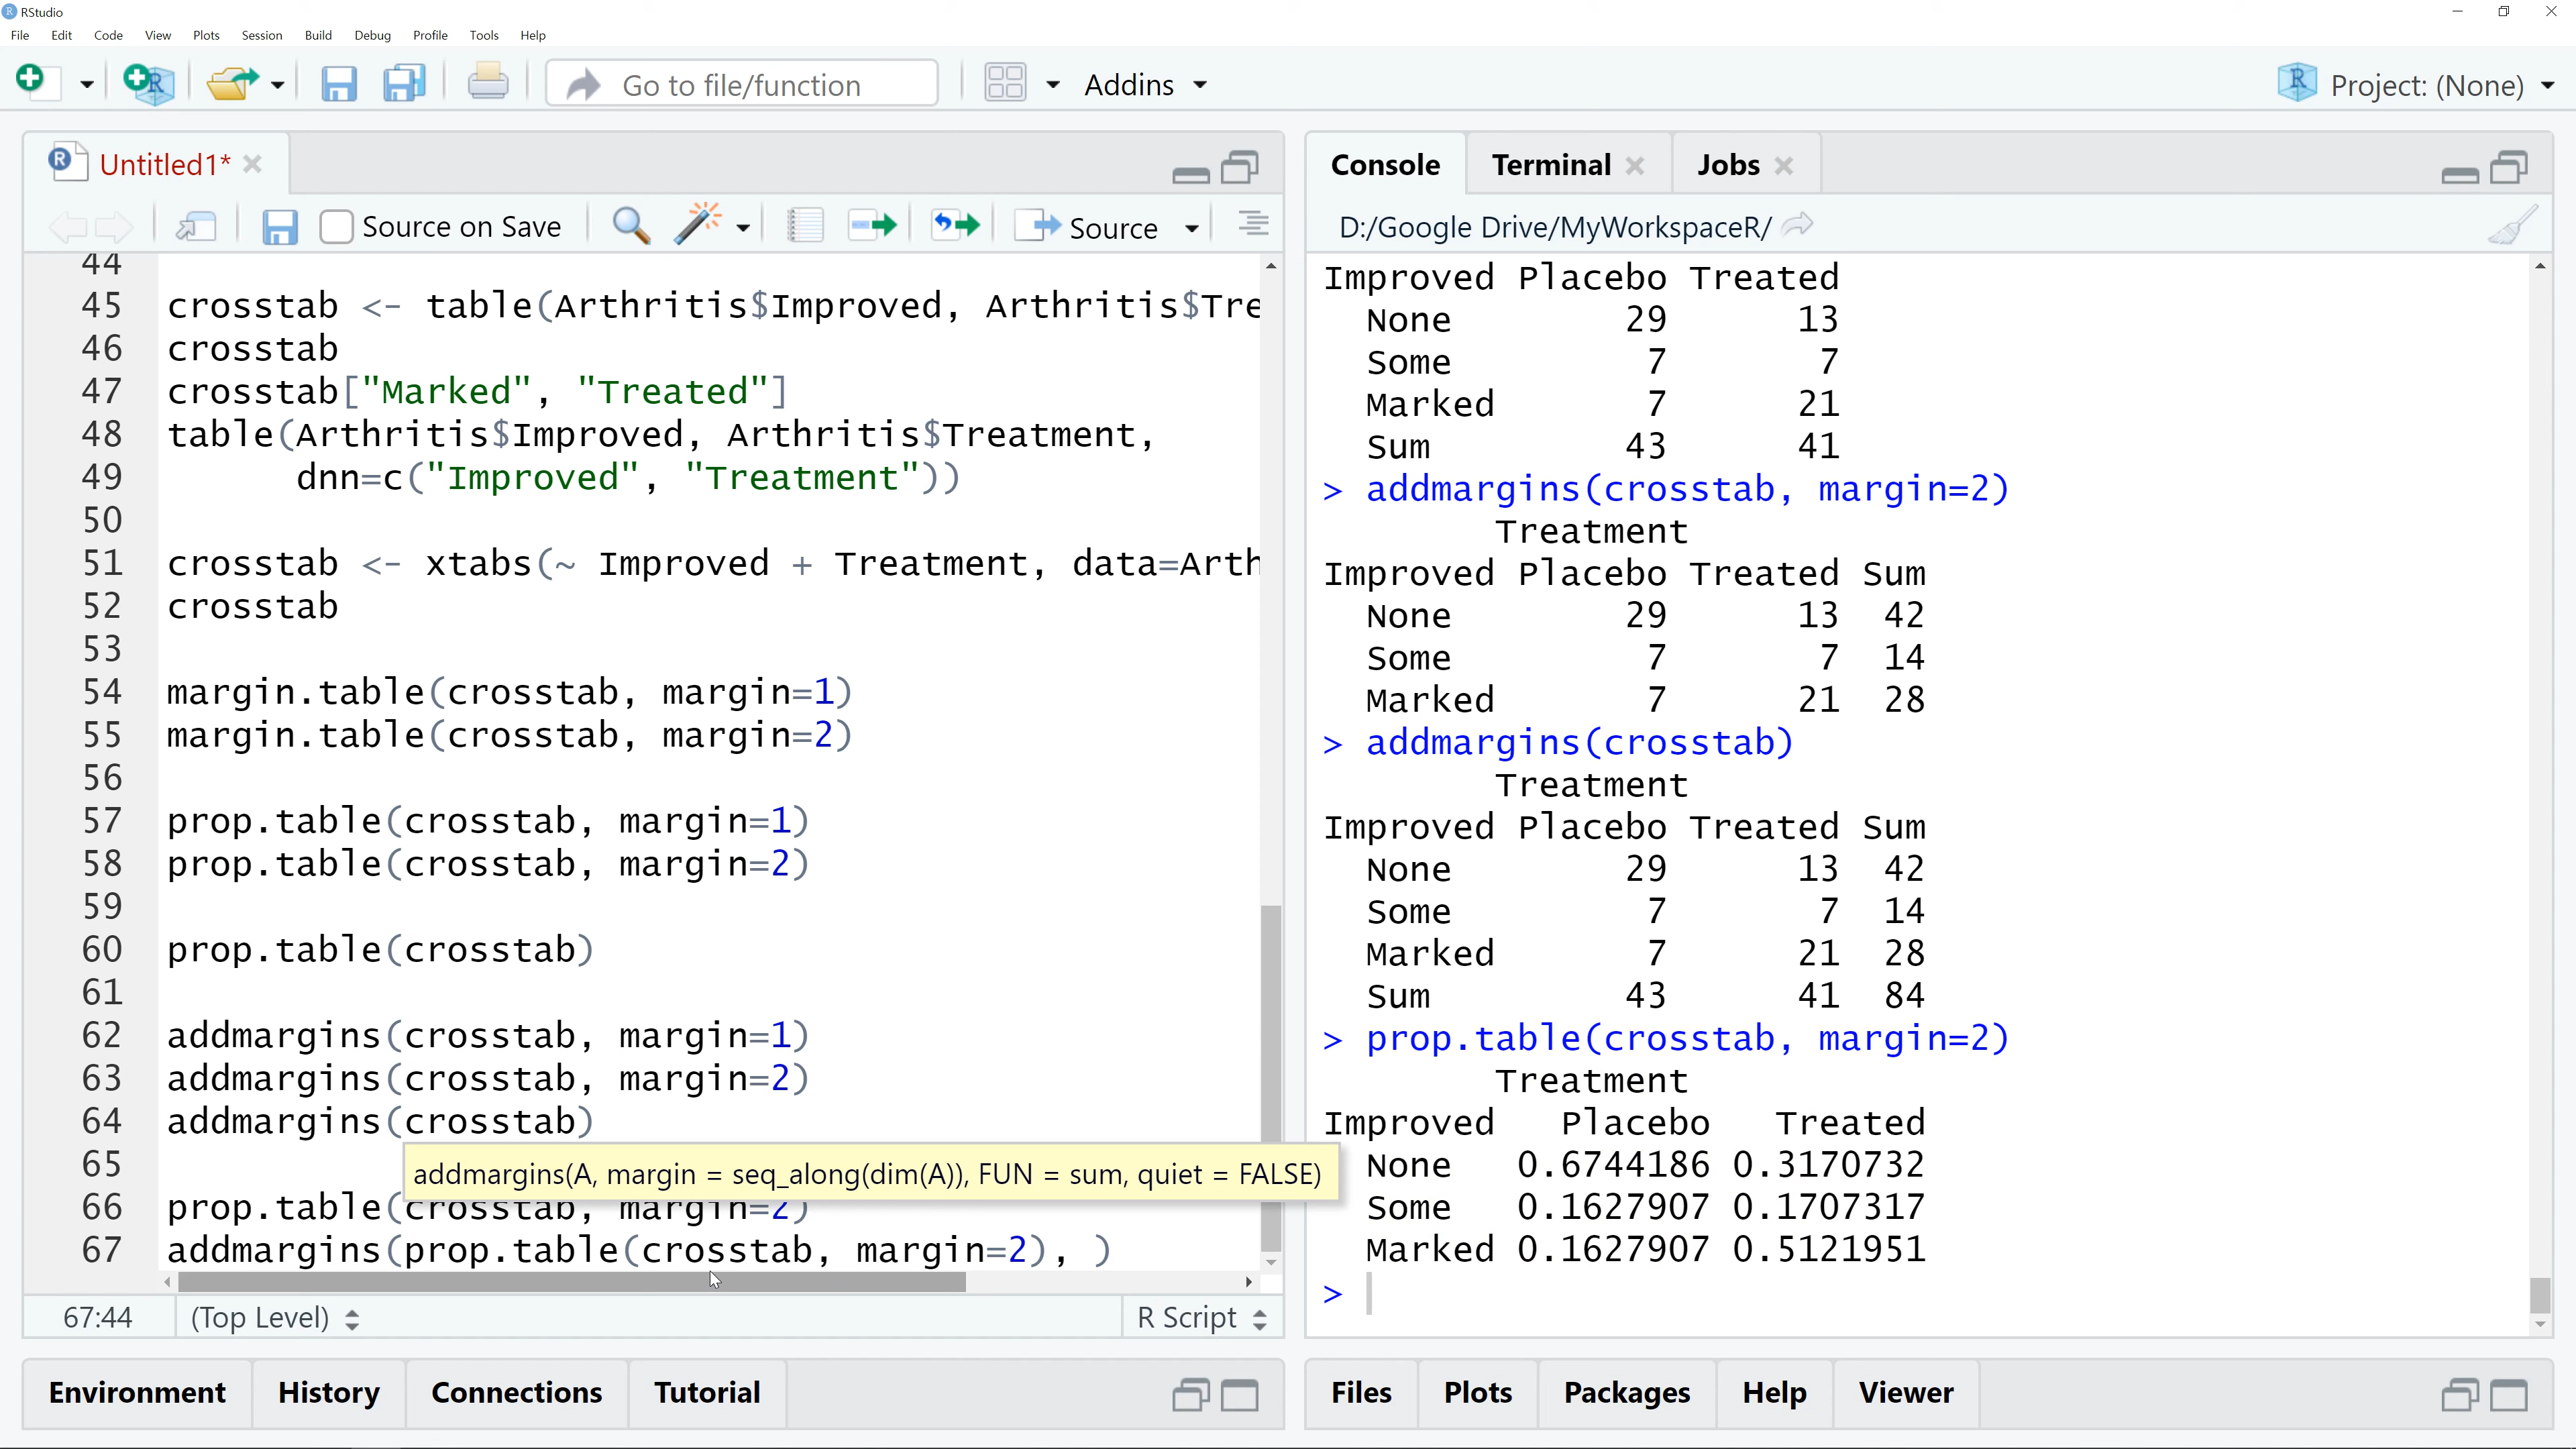 RStudio
File Edit Code View Plots Session Build Debug Profile Tools Help
Go to file/function Addins Project: (None)
Untitled1*
Source on Save Source
44
45 crosstab <- table(Arthritis$Improved, Arthritis$Tre
46 crosstab
47 crosstab["Marked", "Treated"]
48 table(Arthritis$Improved, Arthritis$Treatment,
49 dnn=c("Improved", "Treatment"))
50
51 crosstab <- xtabs(~ Improved + Treatment, data=Arth
52 crosstab
53
54 margin.table(crosstab, margin=1)
55 margin.table(crosstab, margin=2)
56
57 prop.table(crosstab, margin=1)
58 prop.table(crosstab, margin=2)
59
60 prop.table(crosstab)
61
62 addmargins(crosstab, margin=1)
63 addmargins(crosstab, margin=2)
64 addmargins(crosstab)
65
addmargins(A, margin = seq_along(dim(A)), FUN = sum, quiet = FALSE)
66 prop.table(crosstab, margin=2)
67 addmargins(prop.table(crosstab, margin=2), )
67:44 (Top Level) R Script
Environment History Connections Tutorial
Console Terminal Jobs
D:/Google Drive/MyWorkspaceR/
Improved Placebo Treated
None 29 13
Some 7 7
Marked 7 21
Sum 43 41
> addmargins(crosstab, margin=2)
Treatment
Improved Placebo Treated Sum
None 29 13 42
Some 7 7 14
Marked 7 21 28
> addmargins(crosstab)
Treatment
Improved Placebo Treated Sum
None 29 13 42
Some 7 7 14
Marked 7 21 28
Sum 43 41 84
> prop.table(crosstab, margin=2)
Treatment
Improved Placebo Treated
None 0.6744186 0.3170732
Some 0.1627907 0.1707317
Marked 0.1627907 0.5121951
>
Files Plots Packages Help Viewer